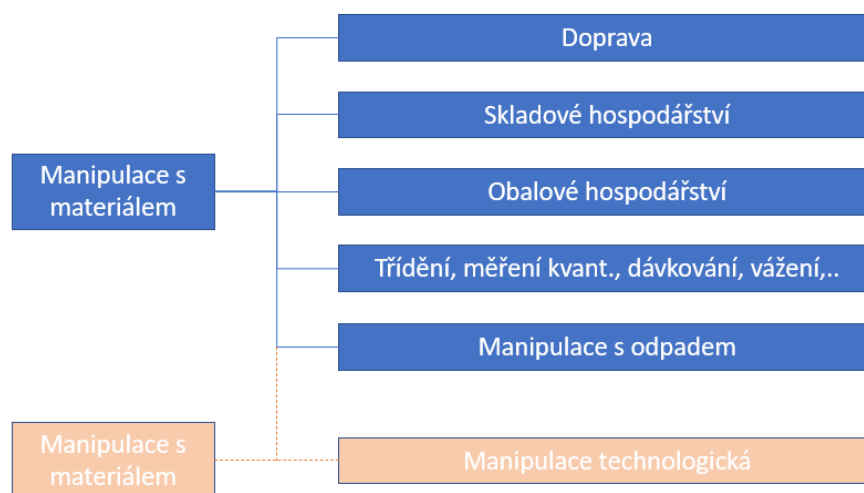 Doprava
Skladové hospodářství
Manipulace s
materiálem
Obalové hospodářství
Třídění, měření kvant., dávkování, vážení,..
Manipulace s odpadem
Manipulace s
materiálem
Manipulace technologická